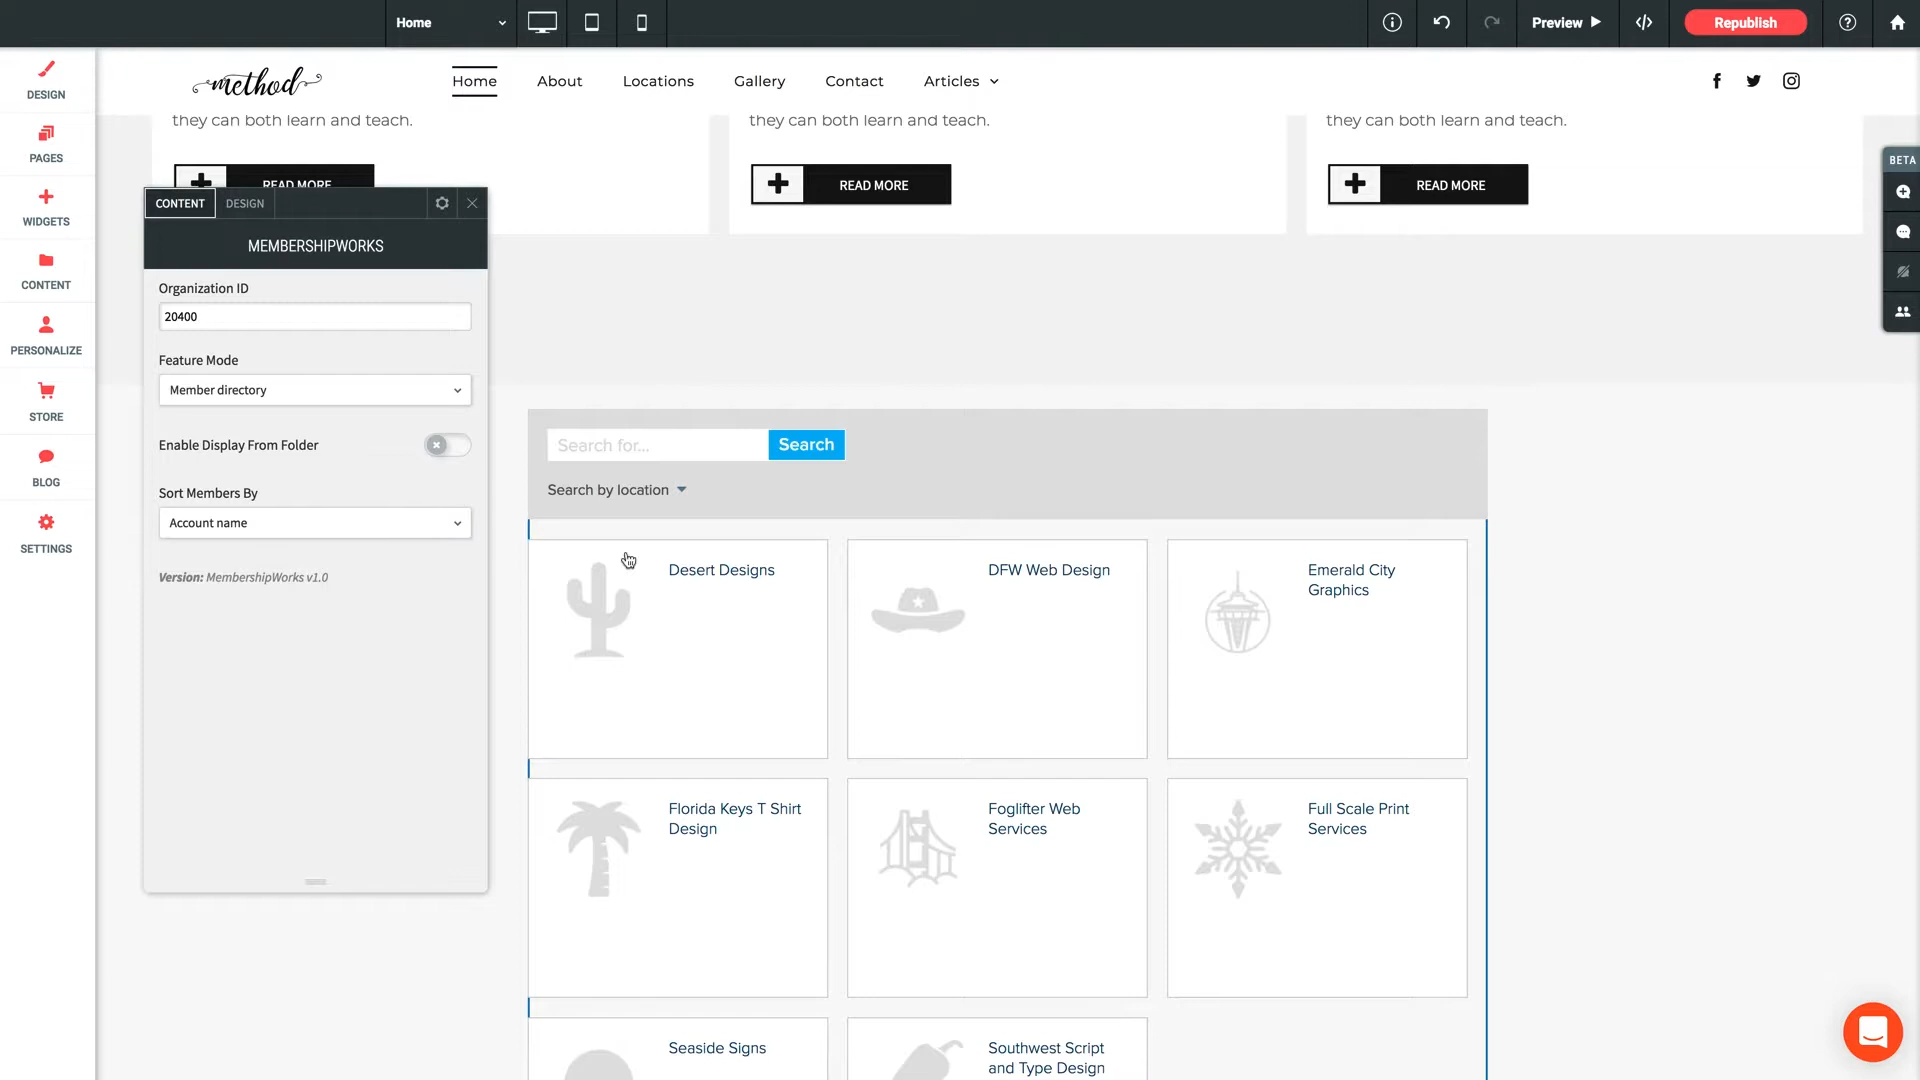 Home
Preview
Republish
DESIGN
PAGES
WIDGETS
CONTENT
PERSONALIZE
STORE
BLOG
SETTINGS
method
Home
About
Locations
Gallery
Contact
Articles
they can both learn and teach.
they can both learn and teach.
they can both learn and teach.
READ MORE
READ MORE
READ MORE
BETA
CONTENT
DESIGN
MEMBERSHIPWORKS
Organization ID
20400
Feature Mode
Member directory
Enable Display From Folder
Sort Members By
Account name
Version: MembershipWorks v1.0
Search for...
Search
Search by location
Desert Designs
DFW Web Design
Emerald City
Graphics
Florida Keys T Shirt
Design
Foglifter Web
Services
Full Scale Print
Services
Seaside Signs
Southwest Script
and Type Design